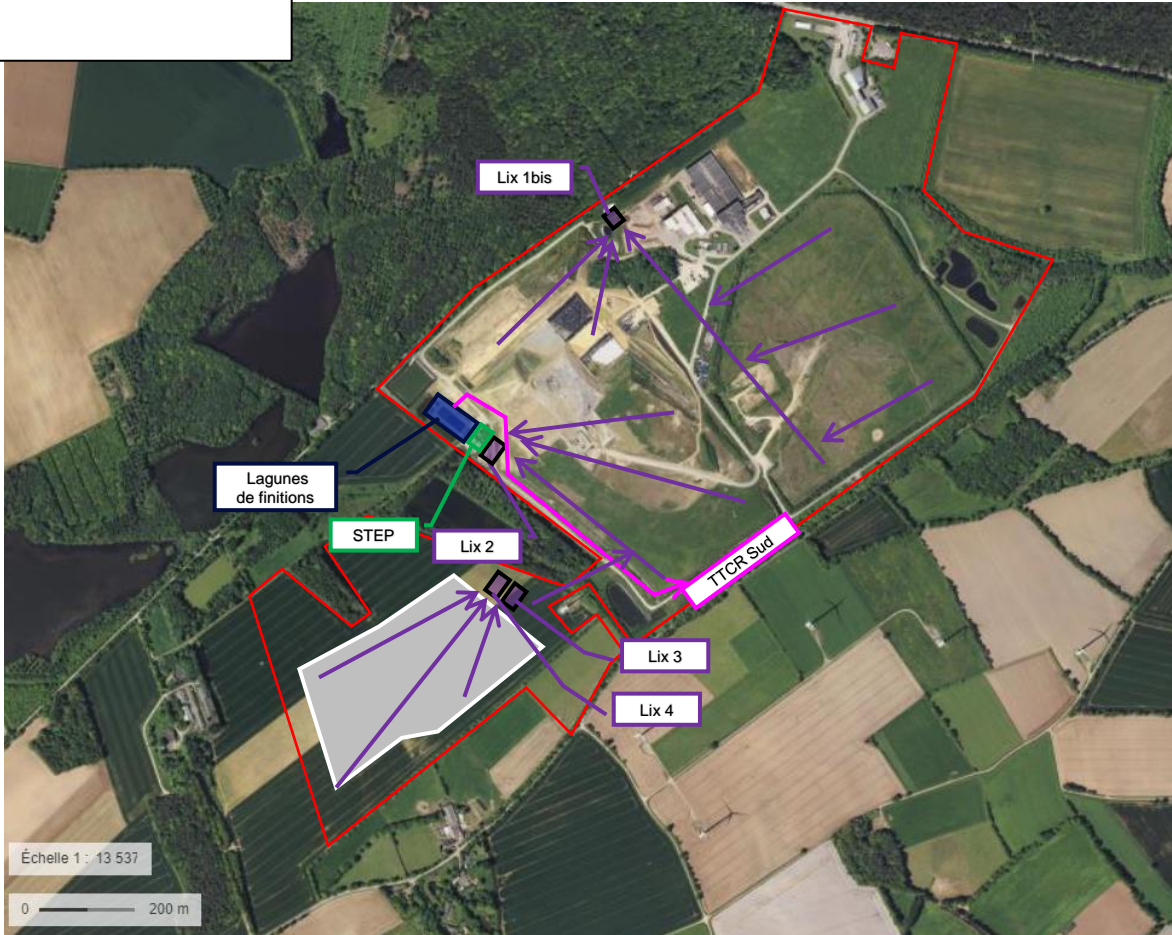 Lix 1bis
Lagunes
de finitions
STEP
Lix 2
TTCR Sud
Lix 3
Lix 4
Échelle 1 : 13 537
0
200 m